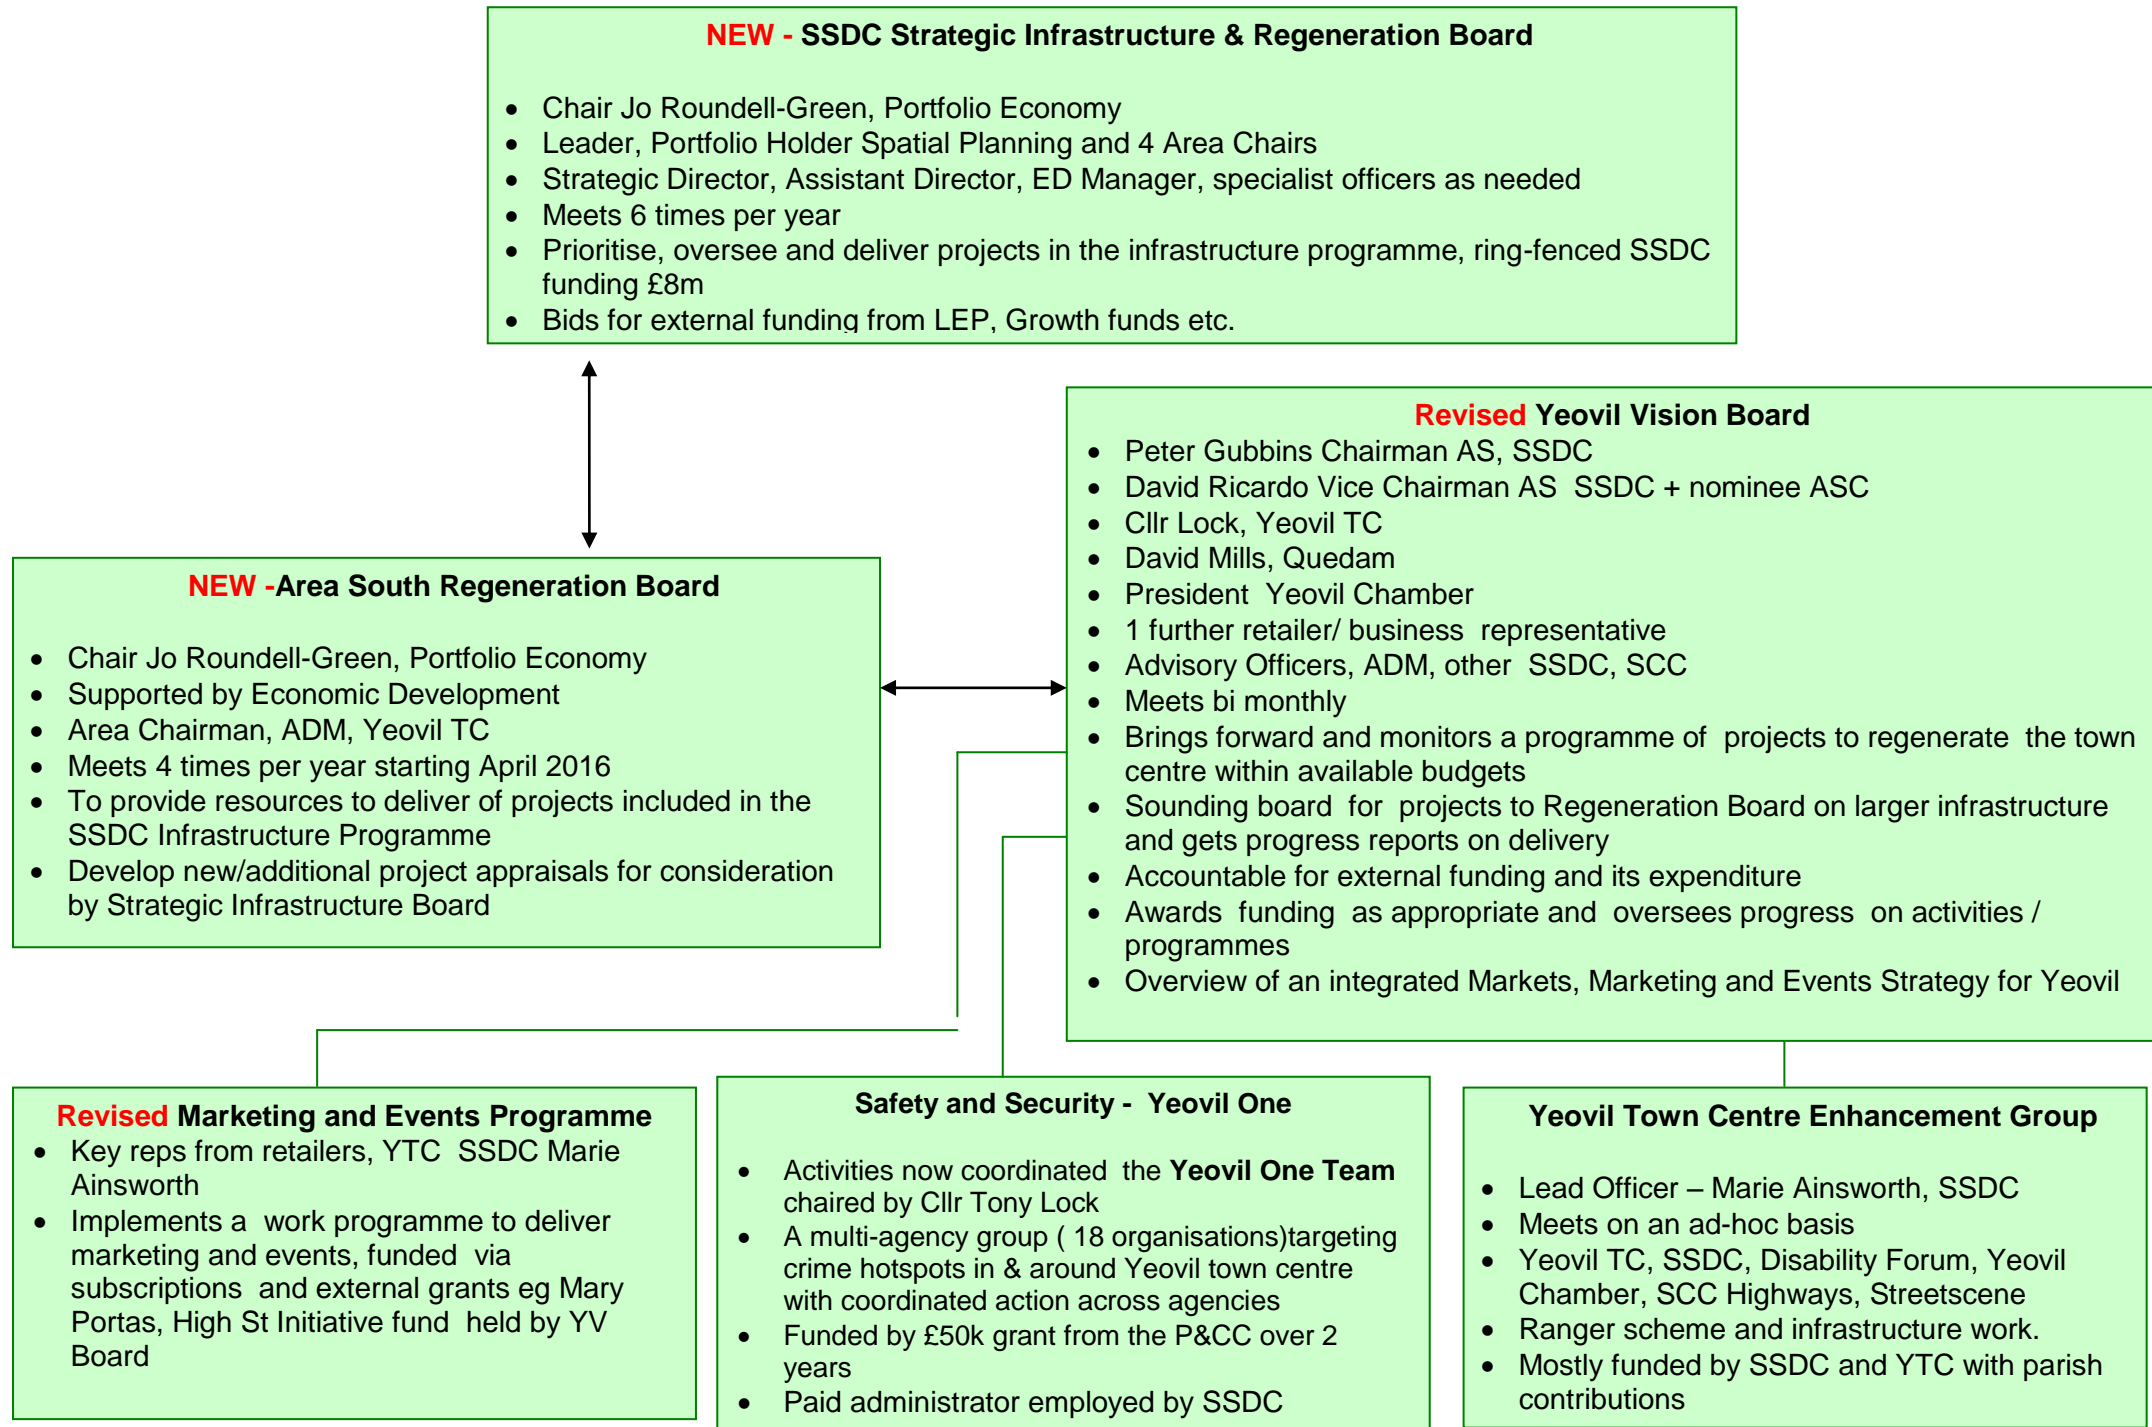 NEW - SSDC Strategic Infrastructure & Regeneration Board
• Chair Jo Roundell-Green, Portfolio Economy
• Leader, Portfolio Holder Spatial Planning and 4 Area Chairs
• Strategic Director, Assistant Director, ED Manager, specialist officers as needed
• Meets 6 times per year
• Prioritise, oversee and deliver projects in the infrastructure programme, ring-fenced SSDC
funding £8m
• Bids for external funding from LEP, Growth funds etc.
Revised Yeovil Vision Board
• Peter Gubbins Chairman AS, SSDC
• David Ricardo Vice Chairman AS SSDC + nominee ASC
• Cllr Lock, Yeovil TC
• David Mills, Quedam
• President Yeovil Chamber
• 1 further retailer/ business representative
• Advisory Officers, ADM, other SSDC, SCC
• Meets bi monthly
• Brings forward and monitors a programme of projects to regenerate the town
centre within available budgets
• Sounding board for projects to Regeneration Board on larger infrastructure
and gets progress reports on delivery
• Accountable for external funding and its expenditure
• Awards funding as appropriate and oversees progress on activities /
programmes
• Overview of an integrated Markets, Marketing and Events Strategy for Yeovil
NEW -Area South Regeneration Board
• Chair Jo Roundell-Green, Portfolio Economy
• Supported by Economic Development
• Area Chairman, ADM, Yeovil TC
• Meets 4 times per year starting April 2016
• To provide resources to deliver of projects included in the
SSDC Infrastructure Programme
• Develop new/additional project appraisals for consideration
by Strategic Infrastructure Board
Revised Marketing and Events Programme
• Key reps from retailers, YTC SSDC Marie
Ainsworth
• Implements a work programme to deliver
marketing and events, funded via
subscriptions and external grants eg Mary
Portas, High St Initiative fund held by YV
Board
Safety and Security - Yeovil One
• Activities now coordinated the Yeovil One Team
chaired by Cllr Tony Lock
• A multi-agency group ( 18 organisations)targeting
crime hotspots in & around Yeovil town centre
with coordinated action across agencies
• Funded by £50k grant from the P&CC over 2
years
• Paid administrator employed by SSDC
Yeovil Town Centre Enhancement Group
• Lead Officer – Marie Ainsworth, SSDC
• Meets on an ad-hoc basis
• Yeovil TC, SSDC, Disability Forum, Yeovil
Chamber, SCC Highways, Streetscene
• Ranger scheme and infrastructure work.
• Mostly funded by SSDC and YTC with parish
contributions